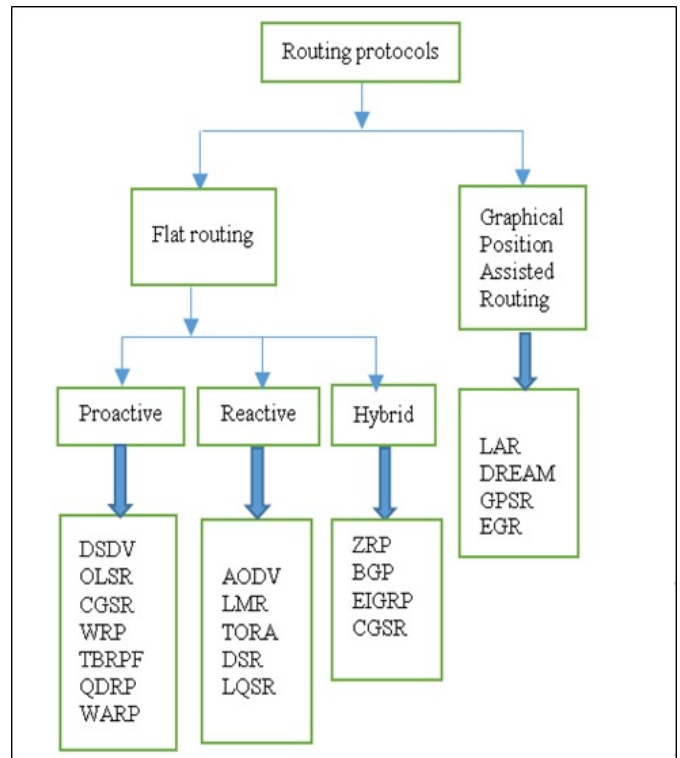 Routing protocols
Flat routing
Graphical
Position
Assisted
Routing
Proactive
Reactive
Hybrid
LAR
DREAM
GPSR
EGR
DSDV
OLSR
CGSR
WRP
TBRPF
QDRP
WARP
AODV
LMR
TORA
DSR
LQSR
ZRP
BGP
EIGRP
CGSR